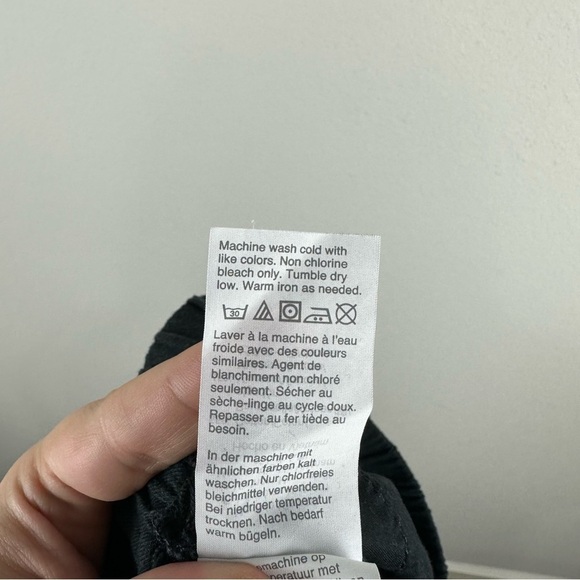 Machine wash cold with
like colors. Non chlorine
bleach only. Tumble dry
low. Warm iron as needed.
30
Laver à la machine à l'eau
froide avec des couleurs
similaires. Agent de
blanchiment non chloré
seulement. Sécher au
sèche-linge au cycle doux.
Repasser au fer tiède au
besoin.
In der maschine mit
ähnlichen farben kalt
waschen. Nur chlorfreies
bleichmittel verwenden.
Bei niedriger temperatur
trocknen. Nach bedarf
warm bügeln.
machine op
peratuur met